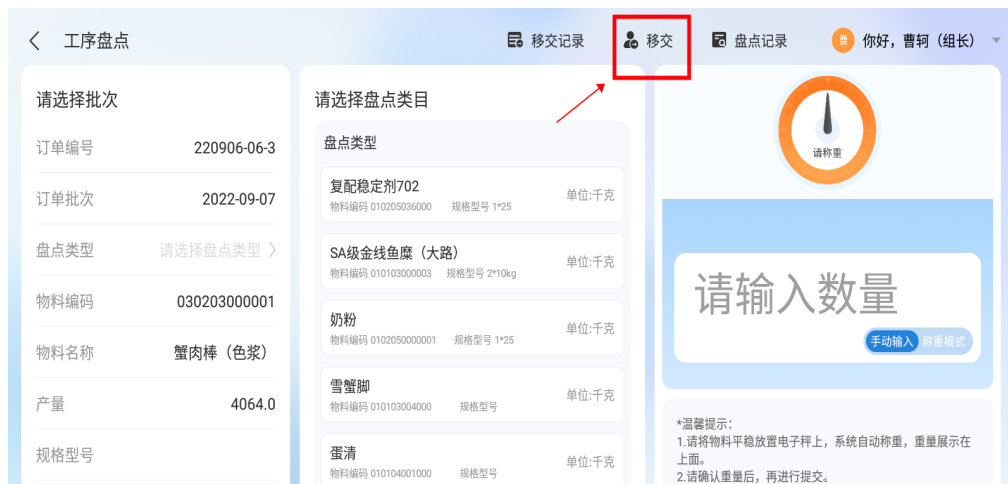 工序盘点
移交记录
移交
盘点记录
曹
你好，曹轲（组长）
请选择批次
订单编号 220906-06-3
订单批次 2022-09-07
盘点类型 请选择盘点类型
物料编码 030203000001
物料名称 蟹肉棒（色浆）
产量 4064.0
规格型号
请选择盘点类目
盘点类型
复配稳定剂702
物料编码 010205036000 规格型号 1*25
单位:千克
SA级金线鱼糜（大路）
物料编码 010103000003 规格型号 2*10kg
单位:千克
奶粉
物料编码 0102050000001 规格型号 1*25
单位:千克
雪蟹脚
物料编码 010103004000 规格型号
单位:千克
蛋清
物料编码 010104001000 规格型号
单位:千克
请称重
请输入数量
手动输入 称重模式
*温馨提示：
1.请将物料平稳放置电子秤上，系统自动称重，重量展示在
上面。
2.请确认重量后，再进行提交。